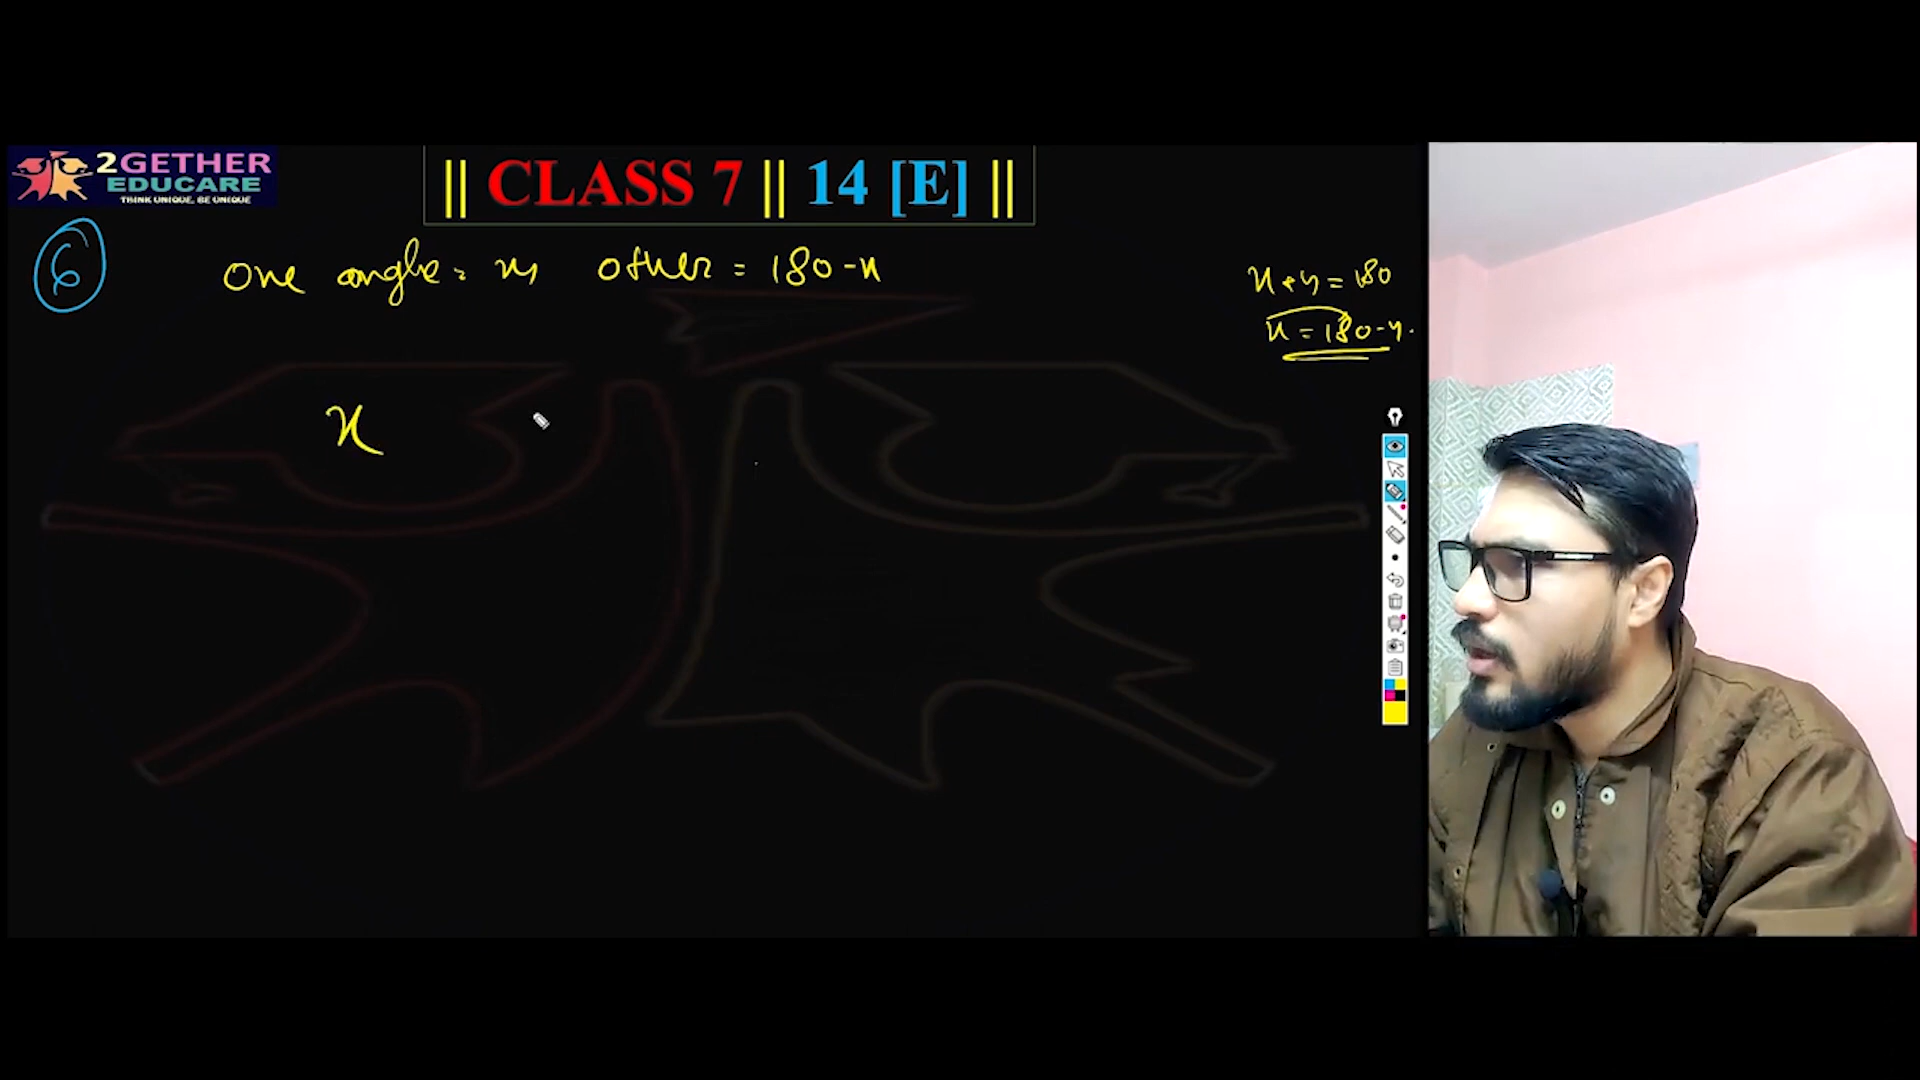 2GETHER
EDUCARE
THINK UNIQUE, BE UNIQUE
|| CLASS 7 || 14 [E] ||
6
One angle = x, other = 180-x
x+y=180
x=180-y.
x